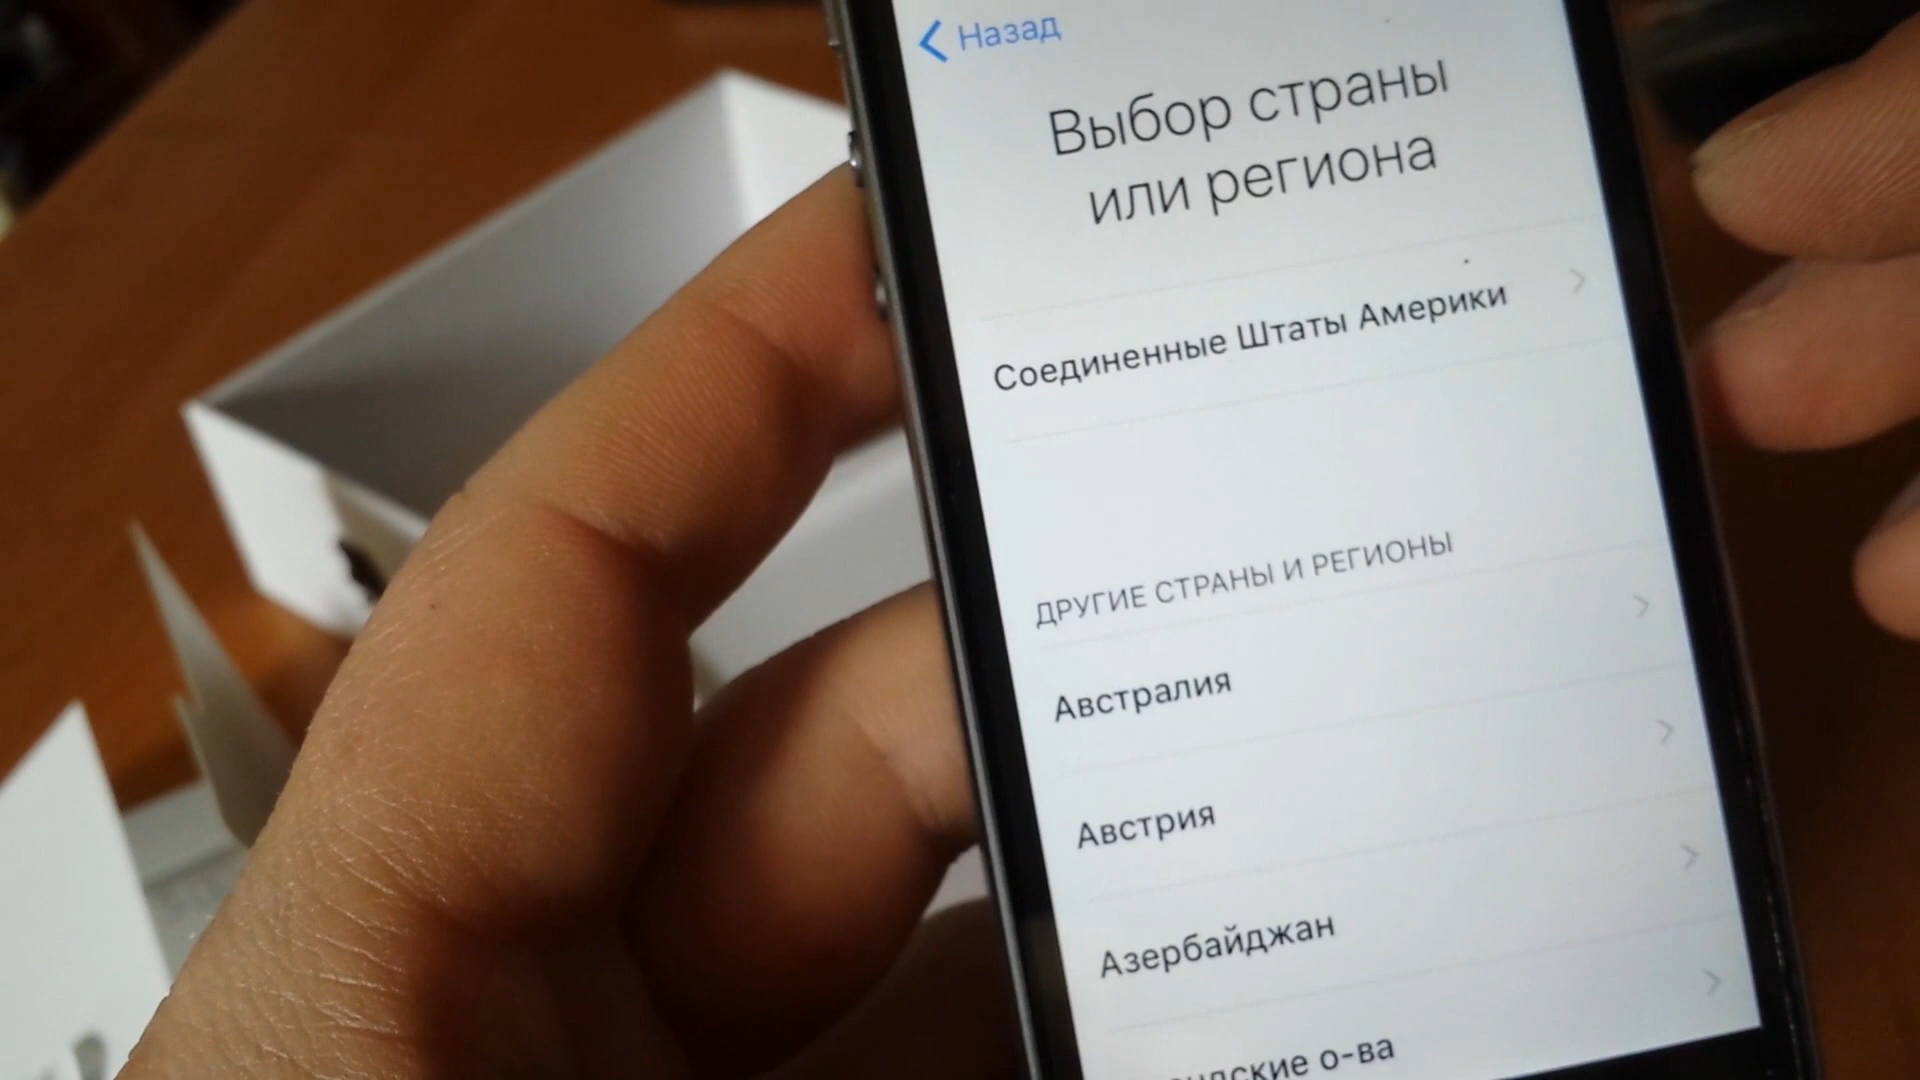 Назад
Выбор страны
или региона
Соединенные Штаты Америки
ДРУГИЕ СТРАНЫ И РЕГИОНЫ
Австралия
Австрия
Азербайджан
о-ва